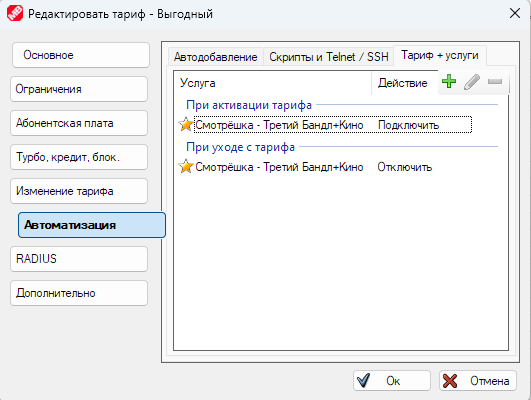 Редактировать тариф - Выгодный
Основное
Ограничения
Абонентская плата
Турбо, кредит, блок.
Изменение тарифа
Автоматизация
RADIUS
Дополнительно
Автодобавление
Скрипты и Telnet / SSH
Тариф + услуги
Услуга Действие
При активации тарифа
Смотрёшка - Третий Бандл+Кино Подключить
При уходе с тарифа
Смотрёшка - Третий Бандл+Кино Отключить
Ок
Отмена